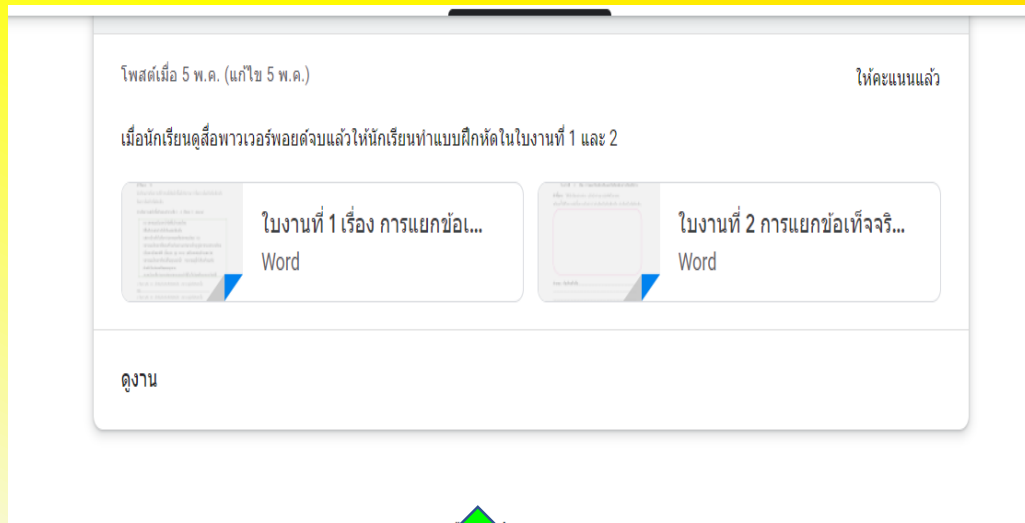 โพสต์เมื่อ 5 พ.ค. (แก้ไข 5 พ.ค.)
ให้คะแนนแล้ว
เมื่อนักเรียนดูสื่อพาวเวอร์พอยด์จบแล้วให้นักเรียนทำแบบฝึกหัดในใบงานที่ 1 และ 2
ใบงานที่ 1 เรื่อง การแยกข้อเ...
Word
ใบงานที่ 2 การแยกข้อเท็จจริ...
Word
ดูงาน